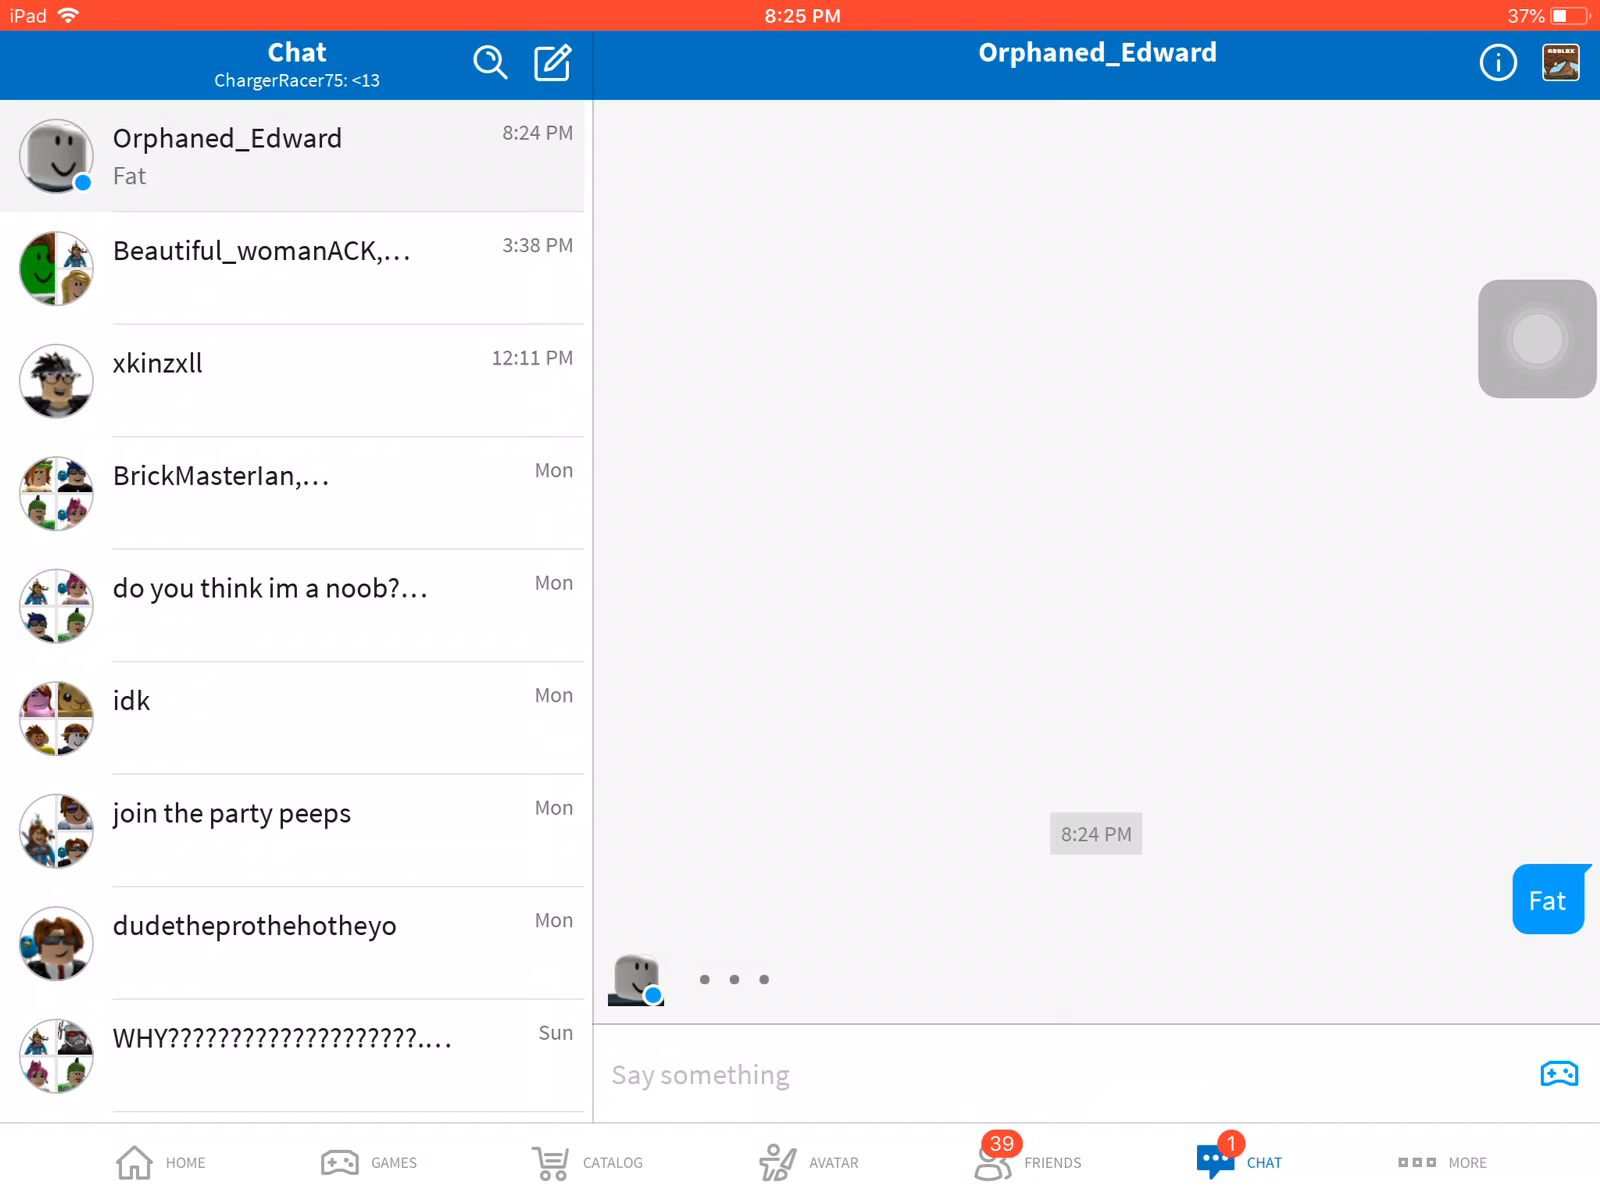 iPad
8:25 PM
37%
Chat
ChargerRacer75: <13
Orphaned_Edward
Orphaned_Edward
8:24 PM
Fat
Beautiful_womanACK,...
3:38 PM
xkinzxll
12:11 PM
BrickMasterIan,...
Mon
do you think im a noob?...
Mon
idk
Mon
join the party peeps
Mon
dudetheprothehotheyo
Mon
WHY????????????????????....
Sun
8:24 PM
Fat
Say something
HOME
GAMES
CATALOG
AVATAR
39
FRIENDS
1
CHAT
MORE
ROBLOX